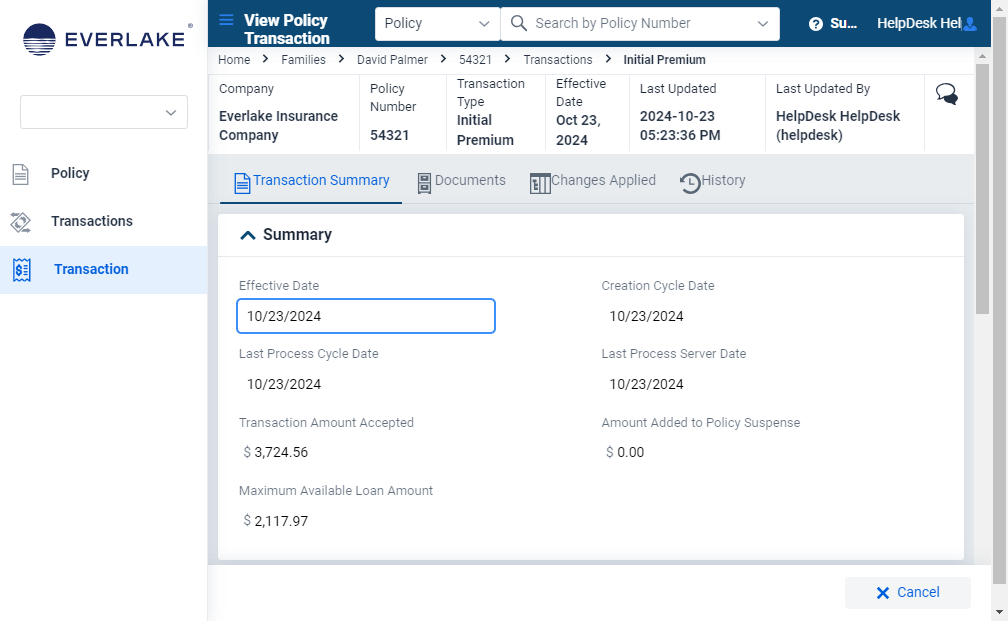 EVERLAKE
Policy
Transactions
Transaction
View Policy
Transaction
Policy
Search by Policy Number
Su...
HelpDesk Hel
Home > Families > David Palmer > 54321 > Transactions > Initial Premium
Company
Everlake Insurance
Company
Policy
Number
54321
Transaction
Type
Initial
Premium
Effective
Date
Oct 23,
2024
Last Updated
2024-10-23
05:23:36 PM
Last Updated By
HelpDesk HelpDesk
(helpdesk)
Transaction Summary
Documents
Changes Applied
History
Summary
Effective Date
10/23/2024
Creation Cycle Date
10/23/2024
Last Process Cycle Date
10/23/2024
Last Process Server Date
10/23/2024
Transaction Amount Accepted
$ 3,724.56
Amount Added to Policy Suspense
$ 0.00
Maximum Available Loan Amount
$ 2,117.97
Cancel